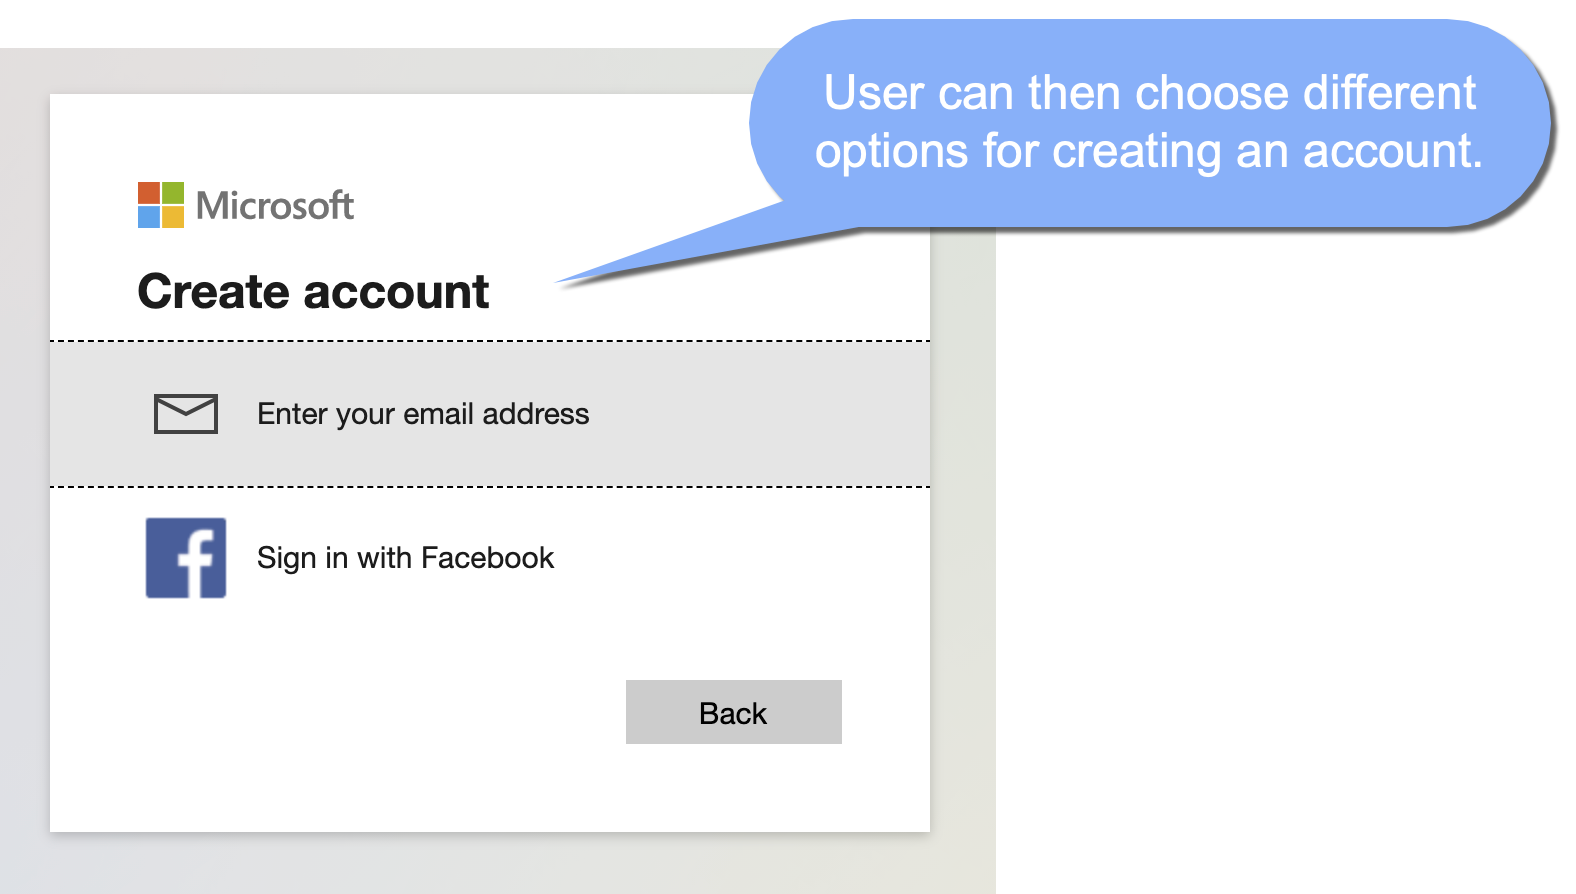 User can then choose different
options for creating an account.
Microsoft
Create account
Enter your email address
Sign in with Facebook
Back